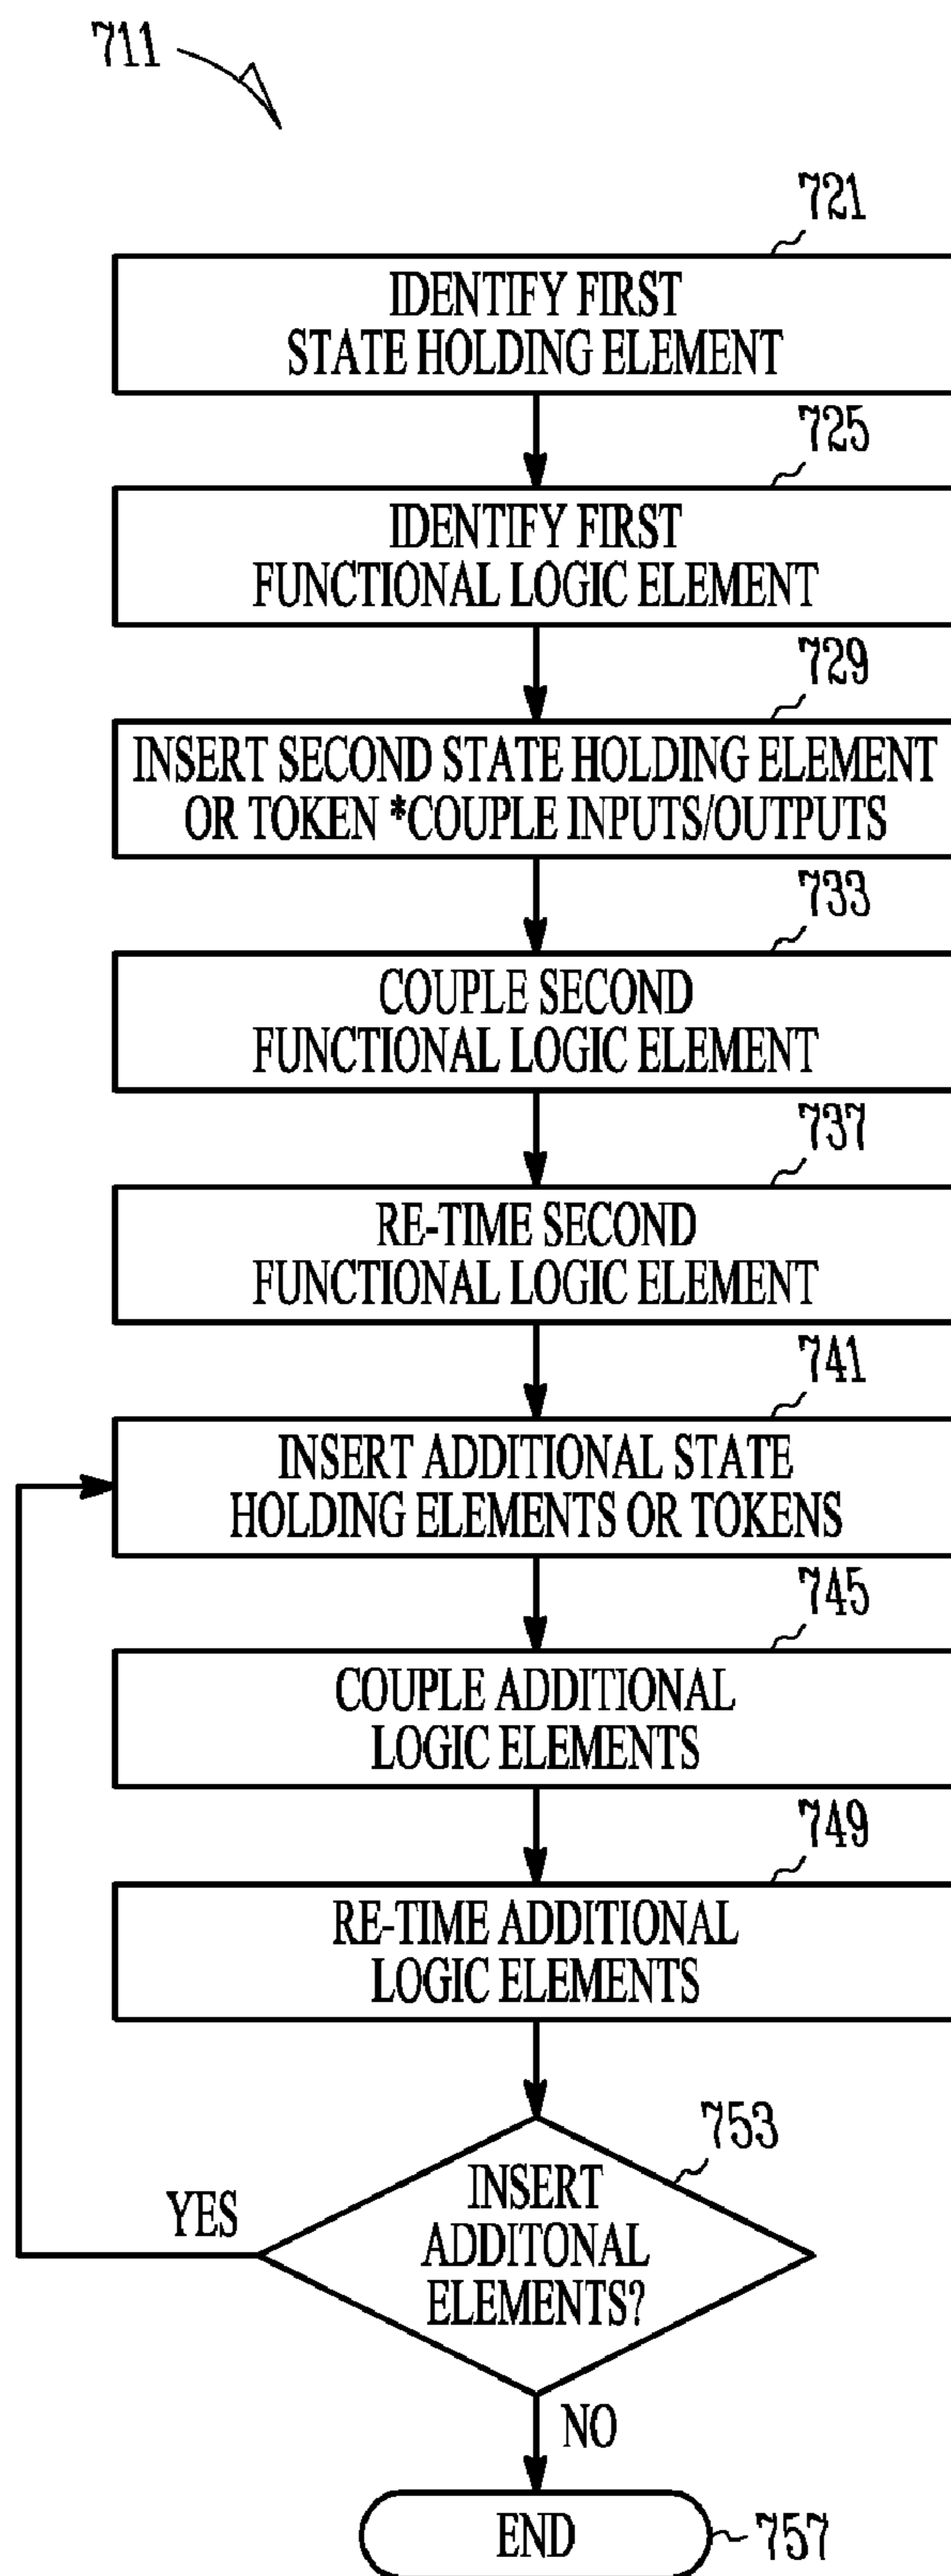 711
721
IDENTIFY FIRST
STATE HOLDING ELEMENT
725
IDENTIFY FIRST
FUNCTIONAL LOGIC ELEMENT
729
INSERT SECOND STATE HOLDING ELEMENT
OR TOKEN *COUPLE INPUTS/OUTPUTS
733
COUPLE SECOND
FUNCTIONAL LOGIC ELEMENT
737
RE-TIME SECOND
FUNCTIONAL LOGIC ELEMENT
741
INSERT ADDITIONAL STATE
HOLDING ELEMENTS OR TOKENS
745
COUPLE ADDITIONAL
LOGIC ELEMENTS
749
RE-TIME ADDITIONAL
LOGIC ELEMENTS
753
INSERT
ADDITONAL
ELEMENTS?
YES
NO
END
757